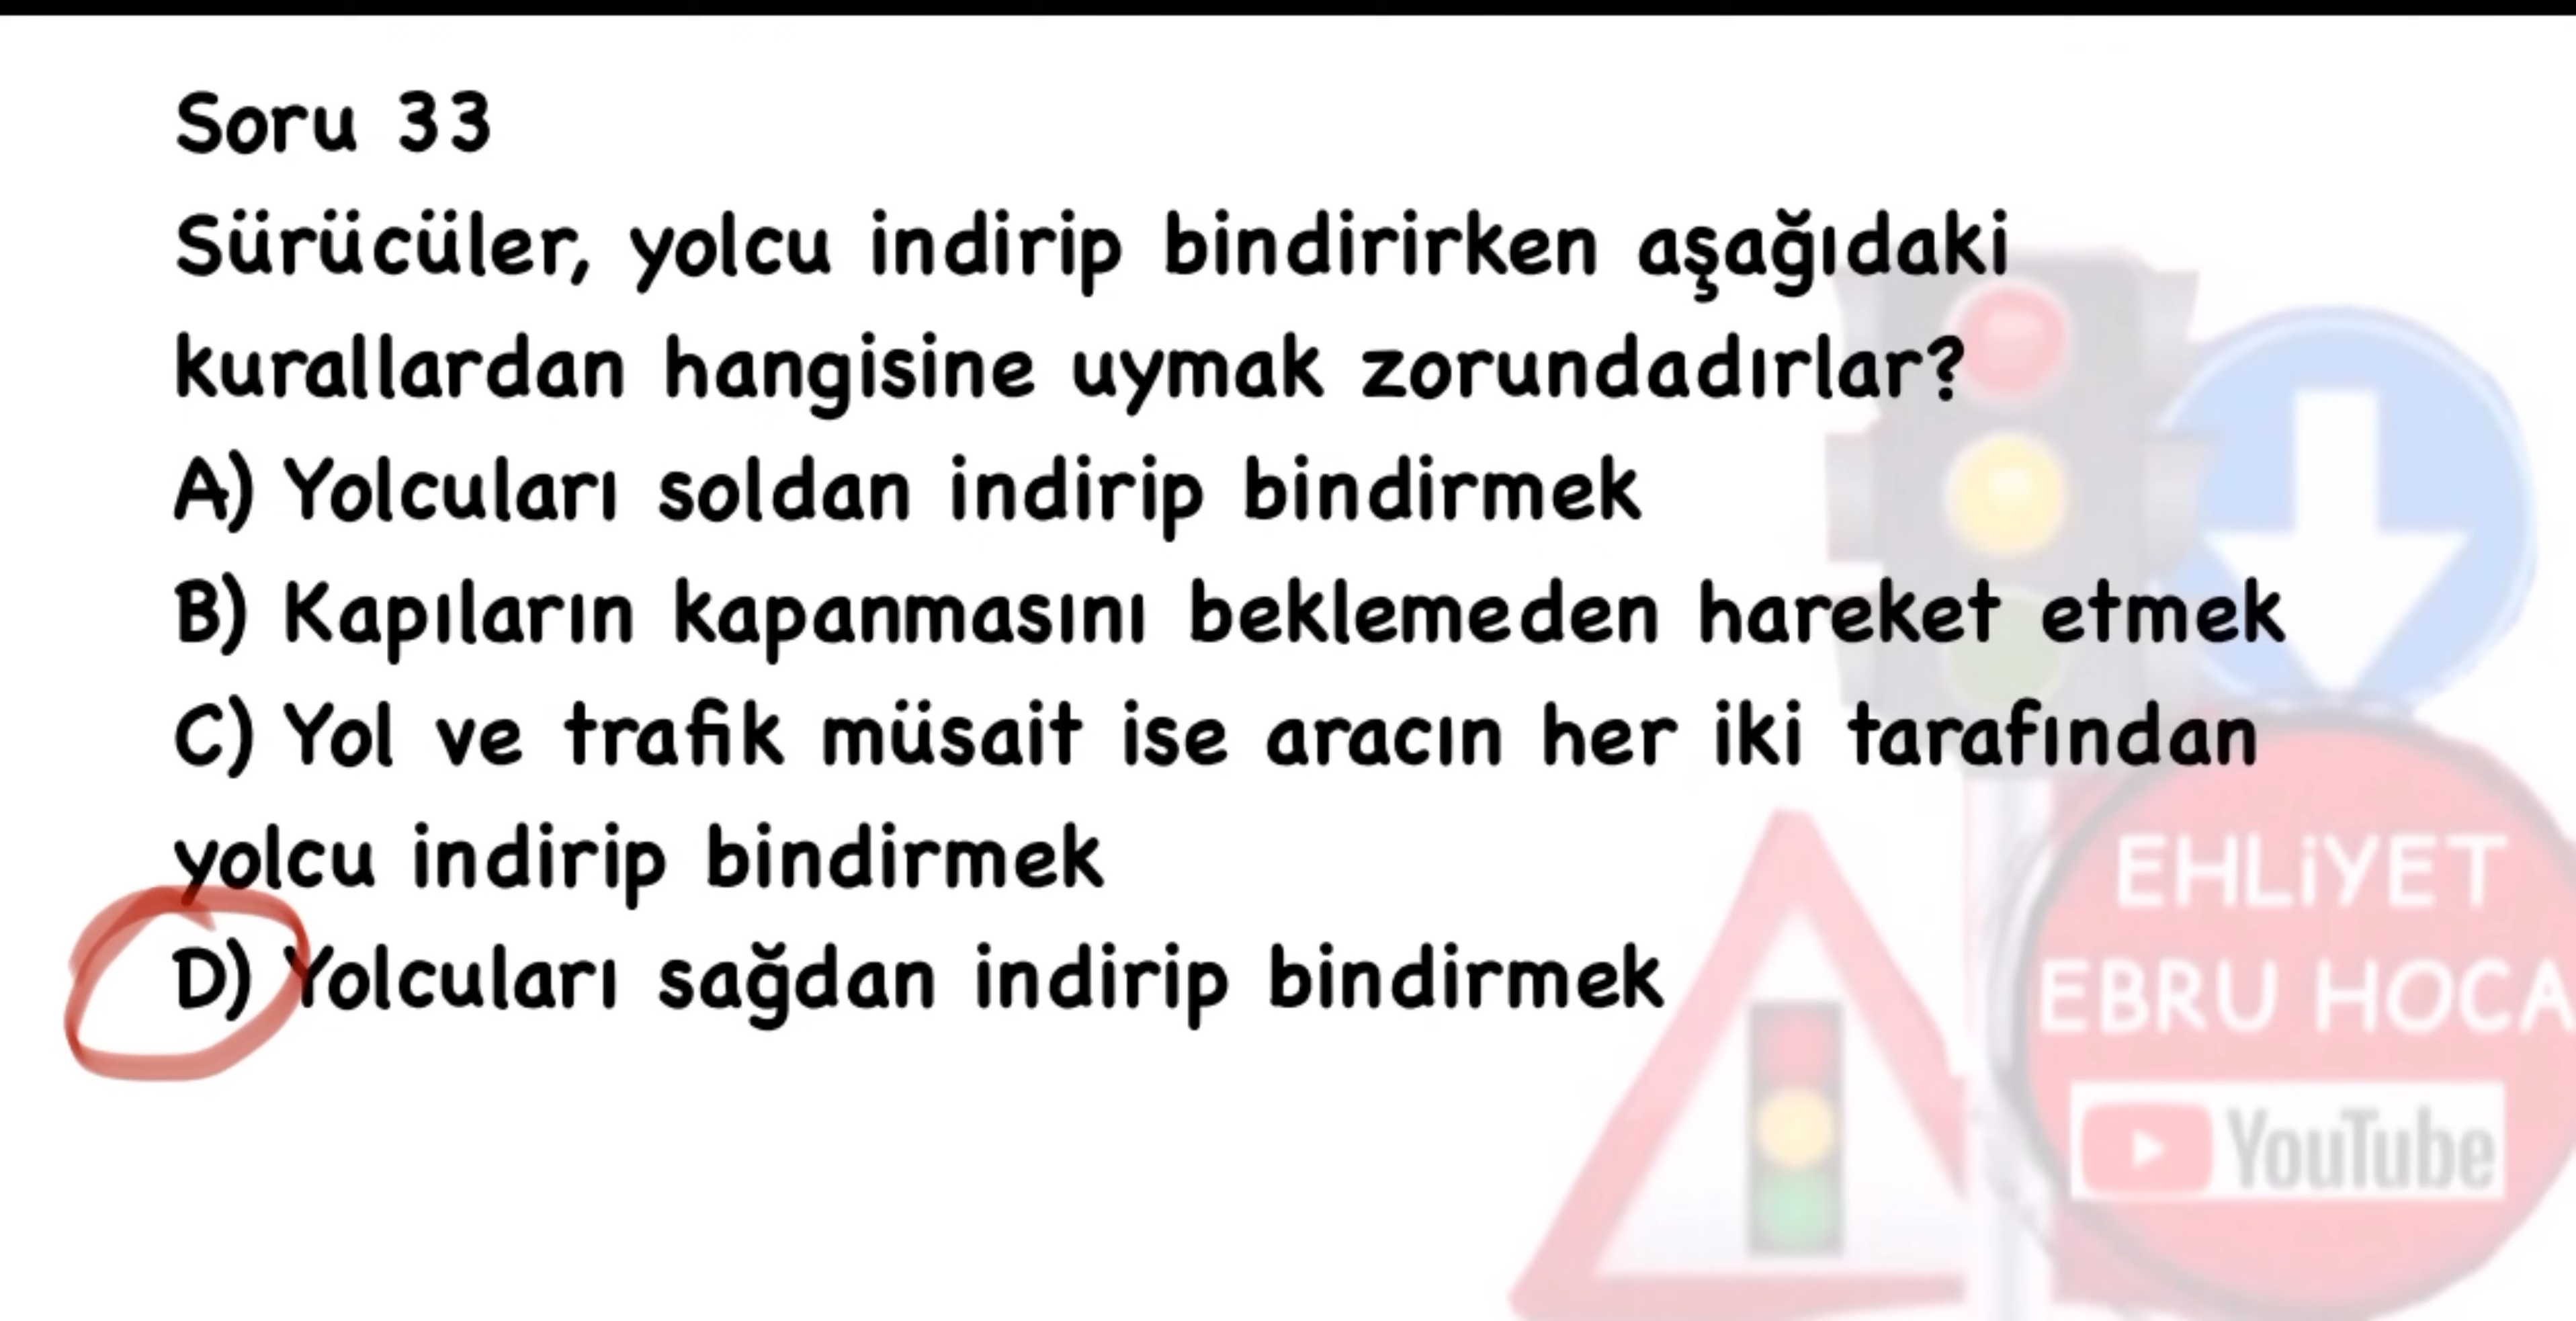 Soru 33
Sürücüler, yolcu indirip bindirirken aşağıdaki
kurallardan hangisine uymak zorundadırlar?
A) Yolcuları soldan indirip bindirmek
B) Kapıların kapanmasını beklemeden hareket etmek
C) Yol ve trafik müsait ise aracın her iki tarafından
yolcu indirip bindirmek
D) Yolcuları sağdan indirip bindirmek
EHLiYET
EBRU HOCA
YouTube